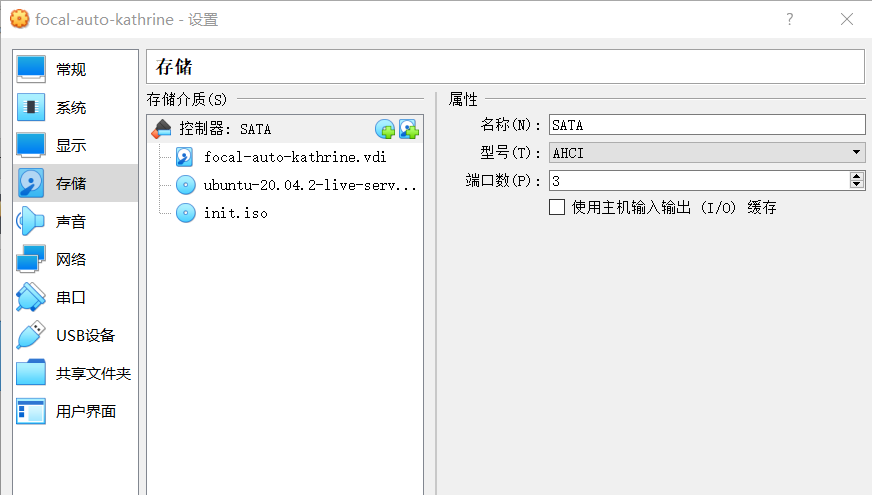 focal-auto-kathrine - 设置
?
常规
系统
显示
存储
声音
网络
串口
USB设备
共享文件夹
用户界面
存储
存储介质(S)
控制器: SATA
focal-auto-kathrine.vdi
ubuntu-20.04.2-live-serv...
init.iso
属性
名称(N): SATA
型号(T): AHCI
端口数(P): 3
使用主机输入输出 (I/O) 缓存